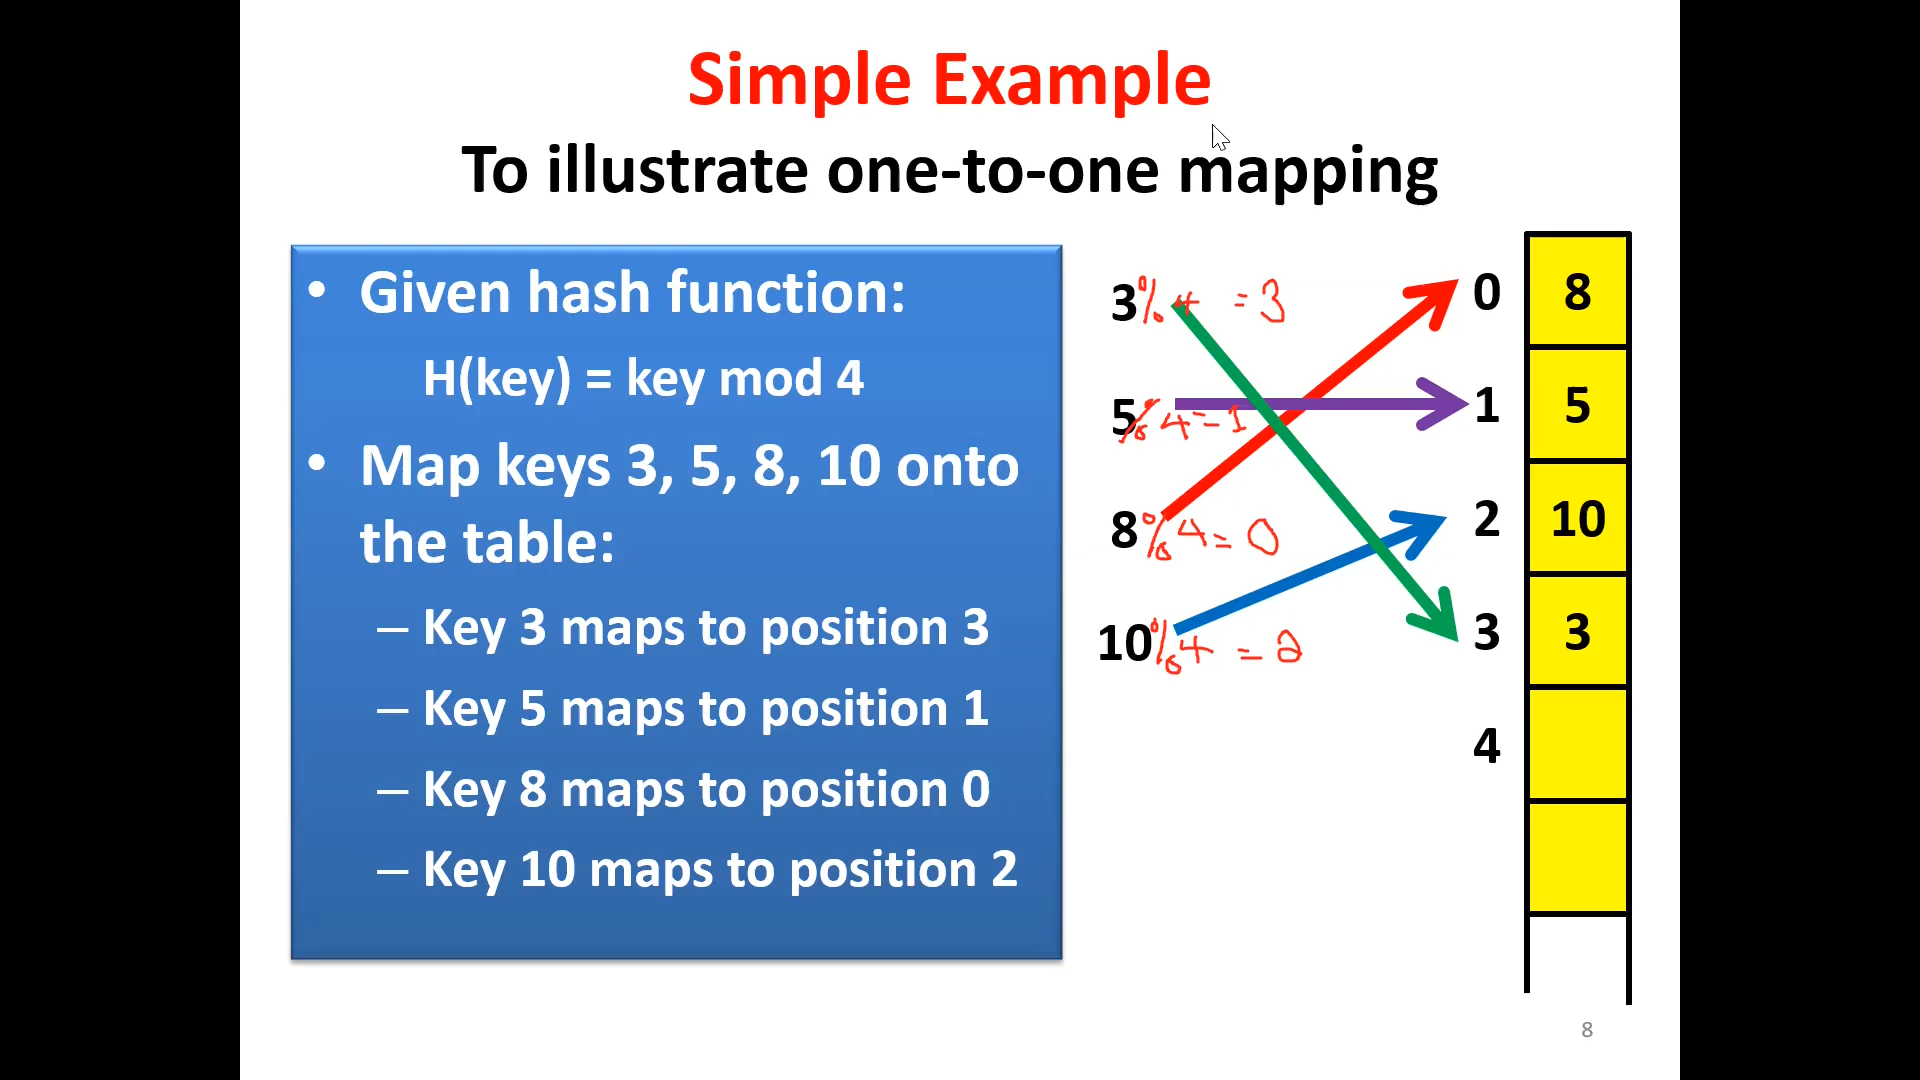 Simple Example
To illustrate one-to-one mapping
• Given hash function:
H(key) = key mod 4
• Map keys 3, 5, 8, 10 onto
the table:
– Key 3 maps to position 3
– Key 5 maps to position 1
– Key 8 maps to position 0
– Key 10 maps to position 2
3%4 = 3
5%4=1
8%4=0
10%4 = 2
0 8
1 5
2 10
3 3
4
8